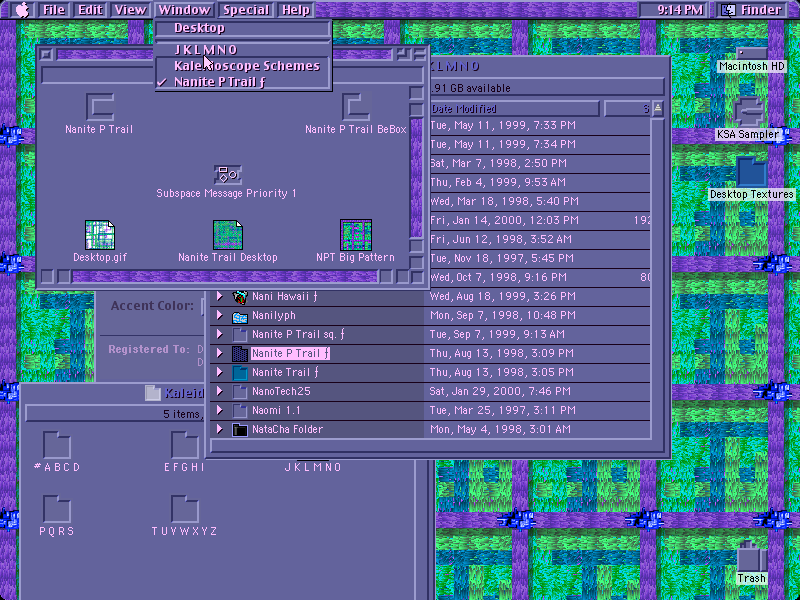 File Edit View Window Special Help 9:14 PM Finder
Desktop
J K L M N O
Kaleidoscope Schemes
✓ Nanite P Trail ƒ
Nanite P Trail
Nanite P Trail BeBox
Subspace Message Priority 1
Desktop.gif
Nanite Trail Desktop
NPT Big Pattern
KLMNO
.91 GB available
Date Modified S
Tue, May 11, 1999, 7:33 PM
Tue, May 11, 1999, 7:34 PM
Sat, Mar 7, 1998, 2:50 PM
Thu, Feb 4, 1999, 9:53 AM
Wed, Mar 18, 1998, 5:40 PM
Fri, Jan 14, 2000, 12:03 PM 192
Fri, Jun 12, 1998, 3:52 AM
Tue, Nov 18, 1997, 5:45 PM
Wed, Oct 7, 1998, 9:16 PM 80
Nani Hawaii ƒ Wed, Aug 18, 1999, 3:26 PM
Nanilyph Mon, Sep 7, 1998, 10:48 PM
Nanite P Trail sq. ƒ Tue, Sep 7, 1999, 9:13 AM
Nanite P Trail ƒ Thu, Aug 13, 1998, 3:09 PM
Nanite Trail ƒ Thu, Aug 13, 1998, 3:05 PM
NanoTech25 Sat, Jan 29, 2000, 7:46 PM
Naomi 1.1 Tue, Mar 25, 1997, 3:11 PM
NataCha Folder Mon, May 4, 1998, 3:01 AM
Accent Color:
Registered To: D
D
Kaleid
5 items,
#ABCD
EFGHI
JKLMNO
PQRS
TUVWXYZ
Macintosh HD
KSA Sampler
Desktop Textures
Trash